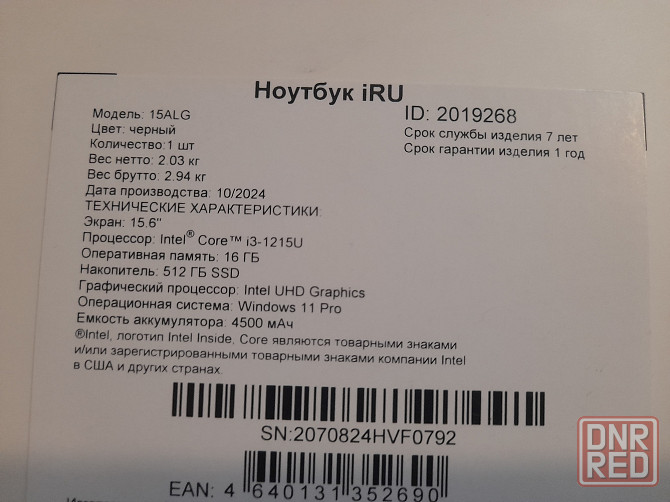 Ноутбук iRU
Модель: 15ALG
Цвет: черный
Количество:1 шт
Вес нетто: 2.03 кг
Вес брутто: 2.94 кг
Дата производства: 10/2024
ID: 2019268
Срок службы изделия 7 лет
Срок гарантии изделия 1 год
ТЕХНИЧЕСКИЕ ХАРАКТЕРИСТИКИ:
Экран: 15.6"
Процессор: Intel® Core™ i3-1215U
Оперативная память: 16 ГБ
Накопитель: 512 ГБ SSD
Графический процессор: Intel UHD Graphics
Операционная система: Windows 11 Pro
Емкость аккумулятора: 4500 мАч
®Intel, логотип Intel Inside, Core являются товарными знаками
и/или зарегистрированными товарными знаками компании Intel
в США и других странах.
SN:2070824HVF0792
EAN: 4 640131 352690
DNR
RED